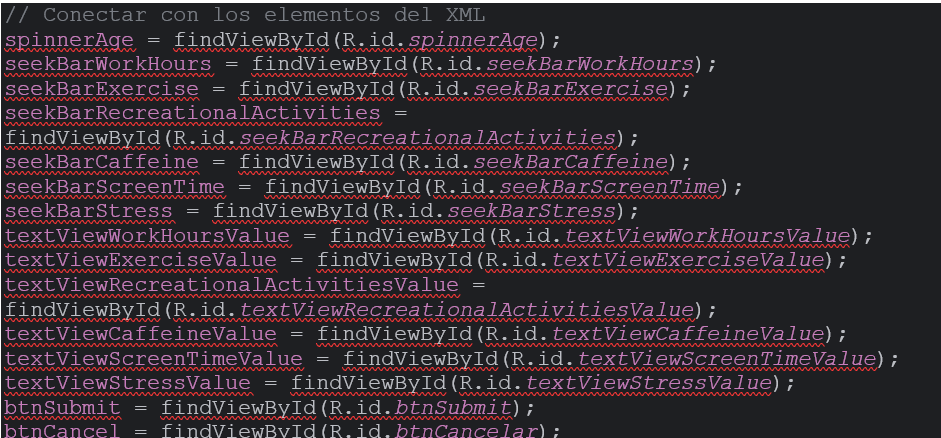 // Conectar con los elementos del XML
spinnerAge = findViewById(R.id.spinnerAge);
seekBarWorkHours = findViewById(R.id.seekBarWorkHours);
seekBarExercise = findViewById(R.id.seekBarExercise);
seekBarRecreationalActivities =
findViewById(R.id.seekBarRecreationalActivities);
seekBarCaffeine = findViewById(R.id.seekBarCaffeine);
seekBarScreenTime = findViewById(R.id.seekBarScreenTime);
seekBarStress = findViewById(R.id.seekBarStress);
textViewWorkHoursValue = findViewById(R.id.textViewWorkHoursValue);
textViewExerciseValue = findViewById(R.id.textViewExerciseValue);
textViewRecreationalActivitiesValue =
findViewById(R.id.textViewRecreationalActivitiesValue);
textViewCaffeineValue = findViewById(R.id.textViewCaffeineValue);
textViewScreenTimeValue = findViewById(R.id.textViewScreenTimeValue);
textViewStressValue = findViewById(R.id.textViewStressValue);
btnSubmit = findViewById(R.id.btnSubmit);
btnCancel = findViewById(R.id.btnCancelar);